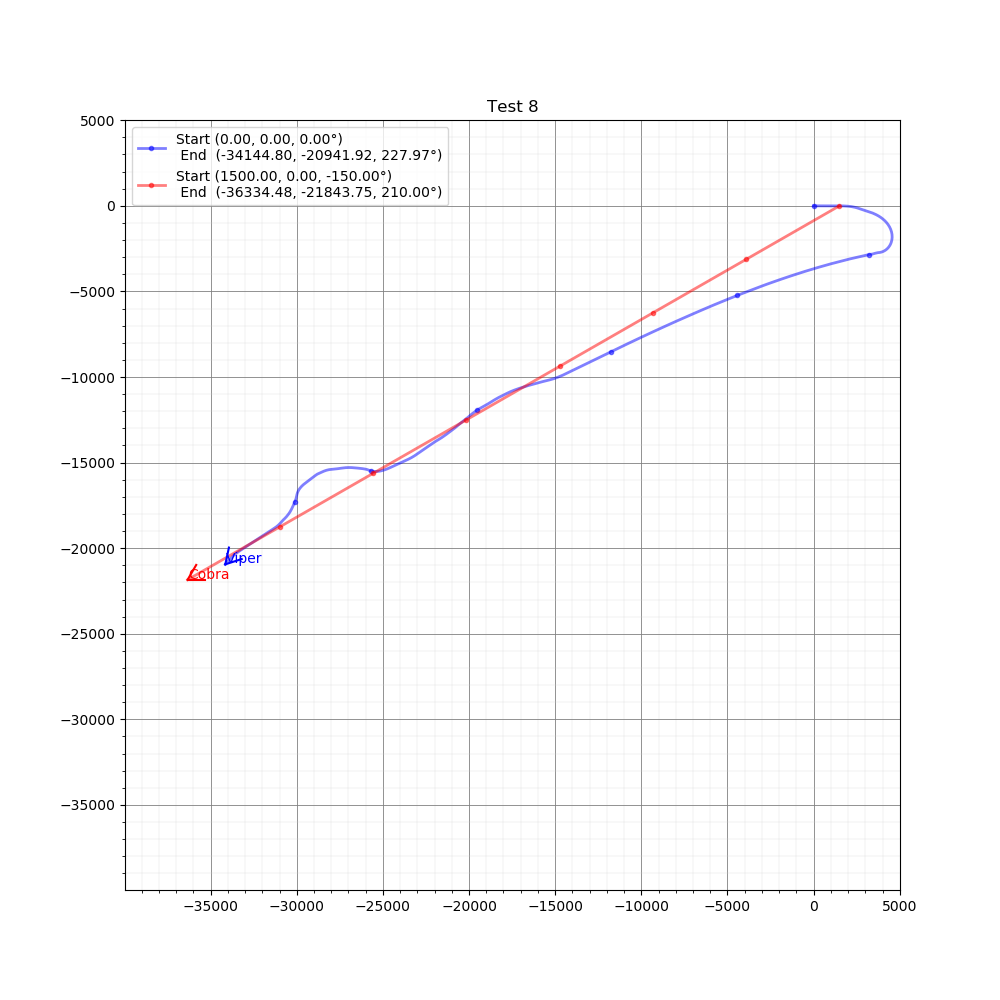 Test 8
5000
0
−5000
−10000
−15000
−20000
−25000
−30000
−35000
Start (0.00, 0.00, 0.00°)
End (-34144.80, -20941.92, 227.97°)
Start (1500.00, 0.00, -150.00°)
End (-36334.48, -21843.75, 210.00°)
Viper
Cobra
−35000 −30000 −25000 −20000 −15000 −10000 −5000 0 5000